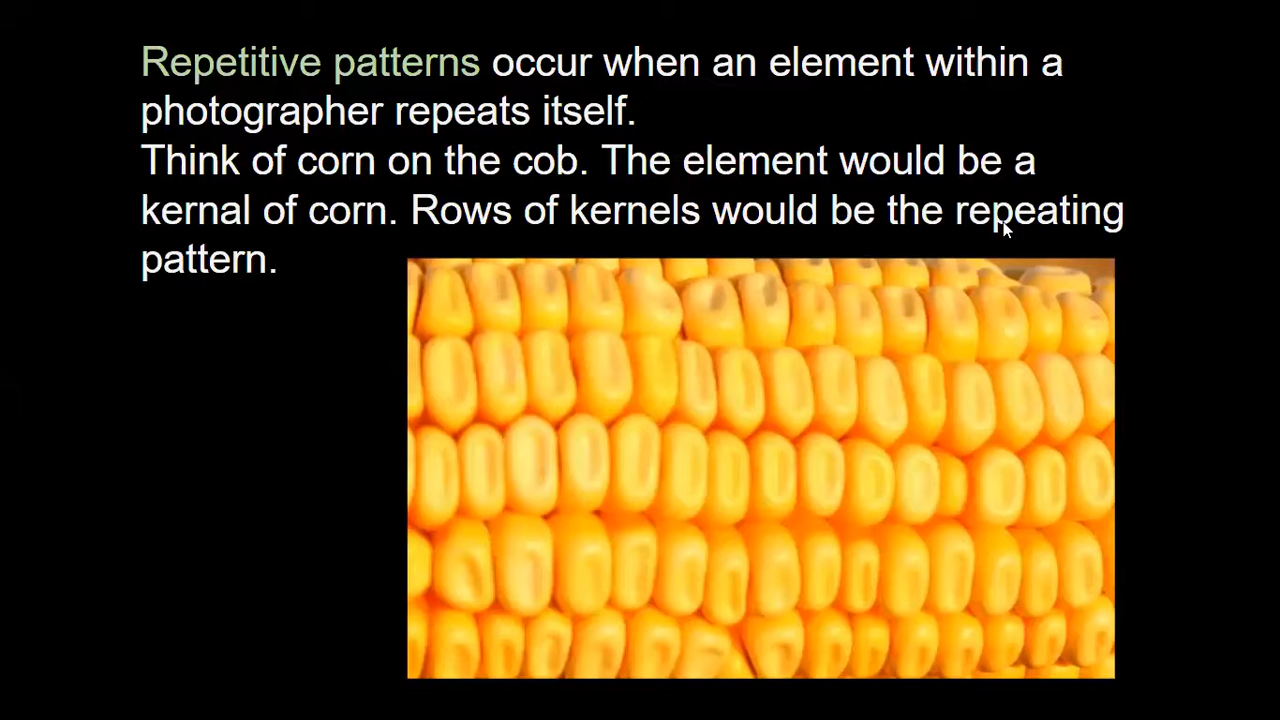 Repetitive patterns occur when an element within a
photographer repeats itself.
Think of corn on the cob. The element would be a
kernal of corn. Rows of kernels would be the repeating
pattern.